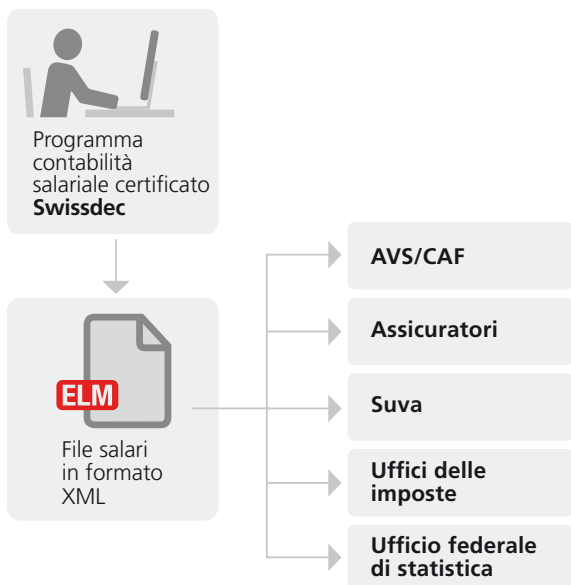 Programma
contabilità
salariale certificato
Swissdec
ELM
File salari
in formato
XML
AVS/CAF
Assicuratori
Suva
Uffici delle
imposte
Ufficio federale
di statistica